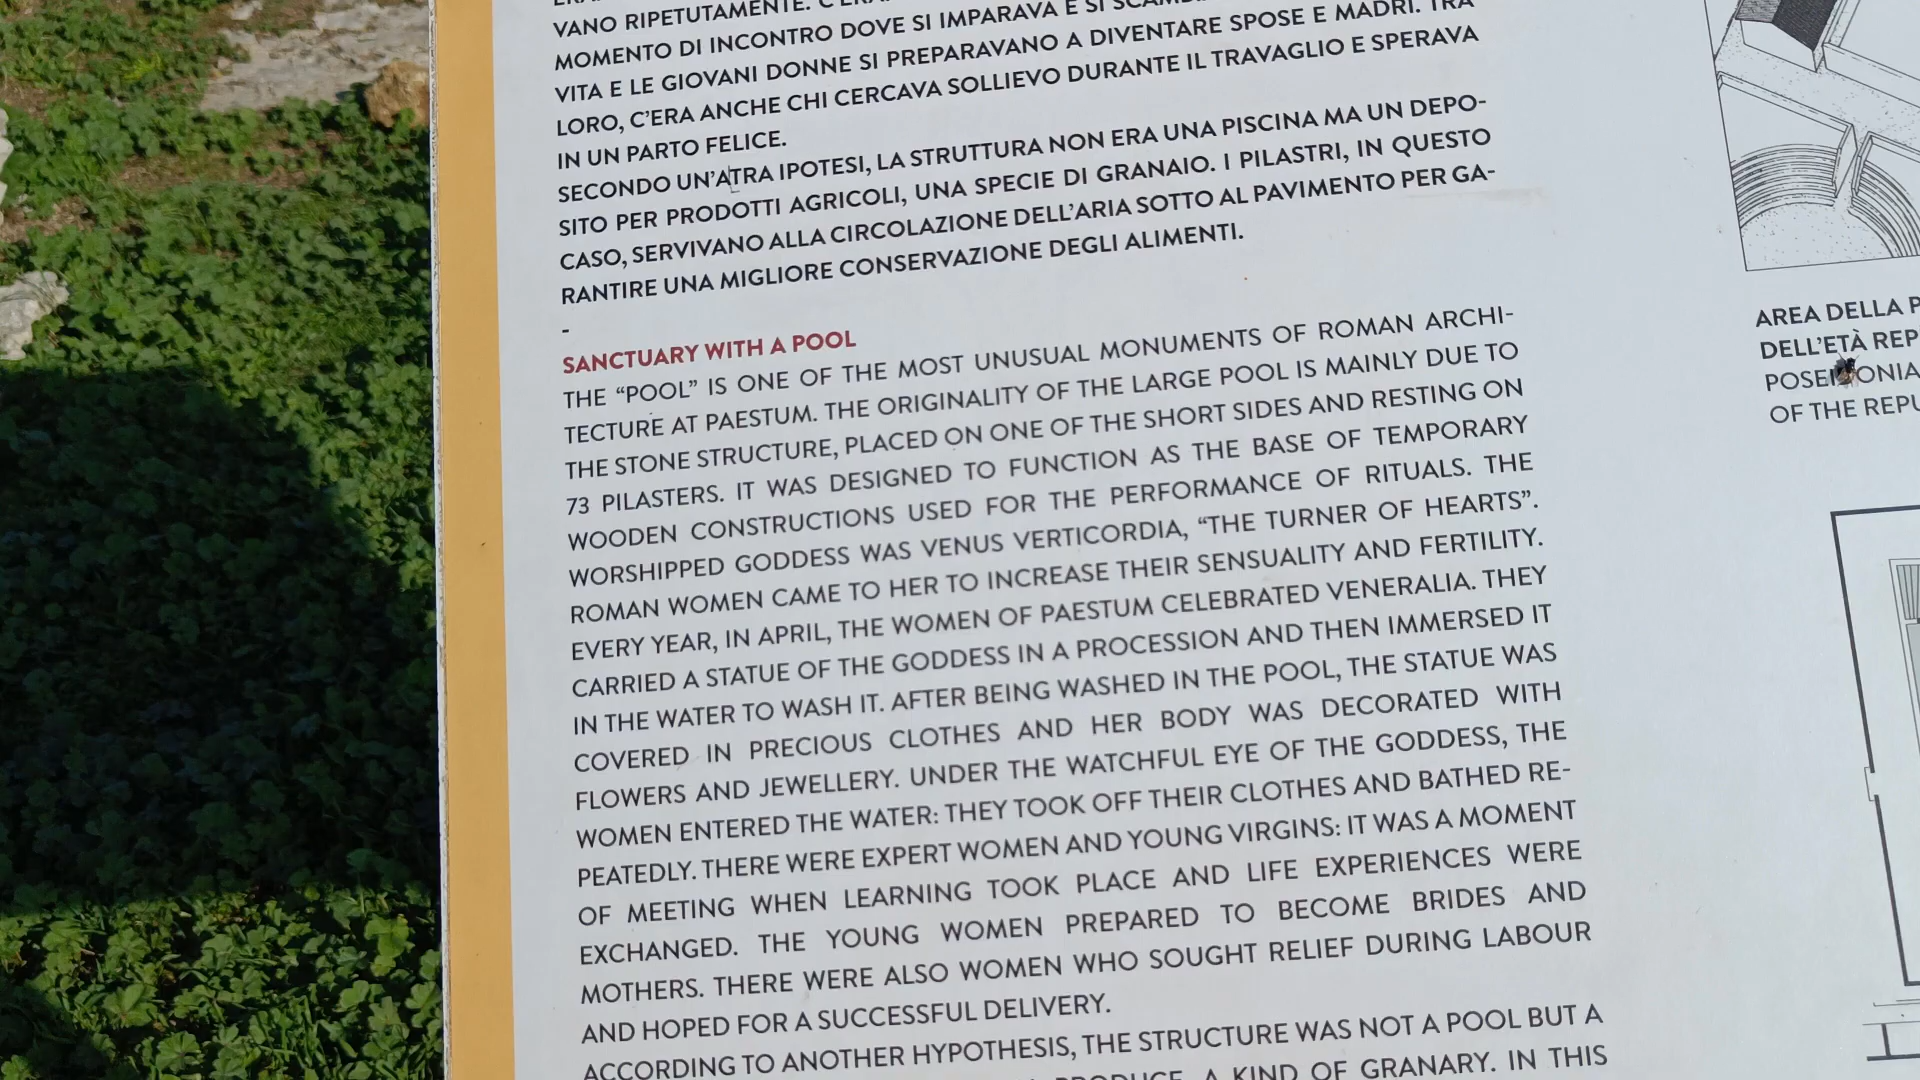 VANO RIPETUTAMENTE.
MOMENTO DI INCONTRO DOVE SI IMPARAVA E SI
VITA E LE GIOVANI DONNE SI PREPARAVANO A DIVENTARE SPOSE E MADRI. TRA
LORO, C'ERA ANCHE CHI CERCAVA SOLLIEVO DURANTE IL TRAVAGLIO E SPERAVA
IN UN PARTO FELICE.
SECONDO UN'ATRA IPOTESI, LA STRUTTURA NON ERA UNA PISCINA MA UN DEPO-
SITO PER PRODOTTI AGRICOLI, UNA SPECIE DI GRANAIO. I PILASTRI, IN QUESTO
CASO, SERVIVANO ALLA CIRCOLAZIONE DELL'ARIA SOTTO AL PAVIMENTO PER GA-
RANTIRE UNA MIGLIORE CONSERVAZIONE DEGLI ALIMENTI.
-
SANCTUARY WITH A POOL
THE “POOL” IS ONE OF THE MOST UNUSUAL MONUMENTS OF ROMAN ARCHI-
TECTURE AT PAESTUM. THE ORIGINALITY OF THE LARGE POOL IS MAINLY DUE TO
THE STONE STRUCTURE, PLACED ON ONE OF THE SHORT SIDES AND RESTING ON
73 PILASTERS. IT WAS DESIGNED TO FUNCTION AS THE BASE OF TEMPORARY
WOODEN CONSTRUCTIONS USED FOR THE PERFORMANCE OF RITUALS. THE
WORSHIPPED GODDESS WAS VENUS VERTICORDIA, “THE TURNER OF HEARTS”.
ROMAN WOMEN CAME TO HER TO INCREASE THEIR SENSUALITY AND FERTILITY.
EVERY YEAR, IN APRIL, THE WOMEN OF PAESTUM CELEBRATED VENERALIA. THEY
CARRIED A STATUE OF THE GODDESS IN A PROCESSION AND THEN IMMERSED IT
IN THE WATER TO WASH IT. AFTER BEING WASHED IN THE POOL, THE STATUE WAS
COVERED IN PRECIOUS CLOTHES AND HER BODY WAS DECORATED WITH
FLOWERS AND JEWELLERY. UNDER THE WATCHFUL EYE OF THE GODDESS, THE
WOMEN ENTERED THE WATER: THEY TOOK OFF THEIR CLOTHES AND BATHED RE-
PEATEDLY. THERE WERE EXPERT WOMEN AND YOUNG VIRGINS: IT WAS A MOMENT
OF MEETING WHEN LEARNING TOOK PLACE AND LIFE EXPERIENCES WERE
EXCHANGED. THE YOUNG WOMEN PREPARED TO BECOME BRIDES AND
MOTHERS. THERE WERE ALSO WOMEN WHO SOUGHT RELIEF DURING LABOUR
AND HOPED FOR A SUCCESSFUL DELIVERY.
ACCORDING TO ANOTHER HYPOTHESIS, THE STRUCTURE WAS NOT A POOL BUT A
PRODUCE, A KIND OF GRANARY. IN THIS
AREA DELLA
DELL'ETÀ REP
POSEIDONIA
OF THE REPU